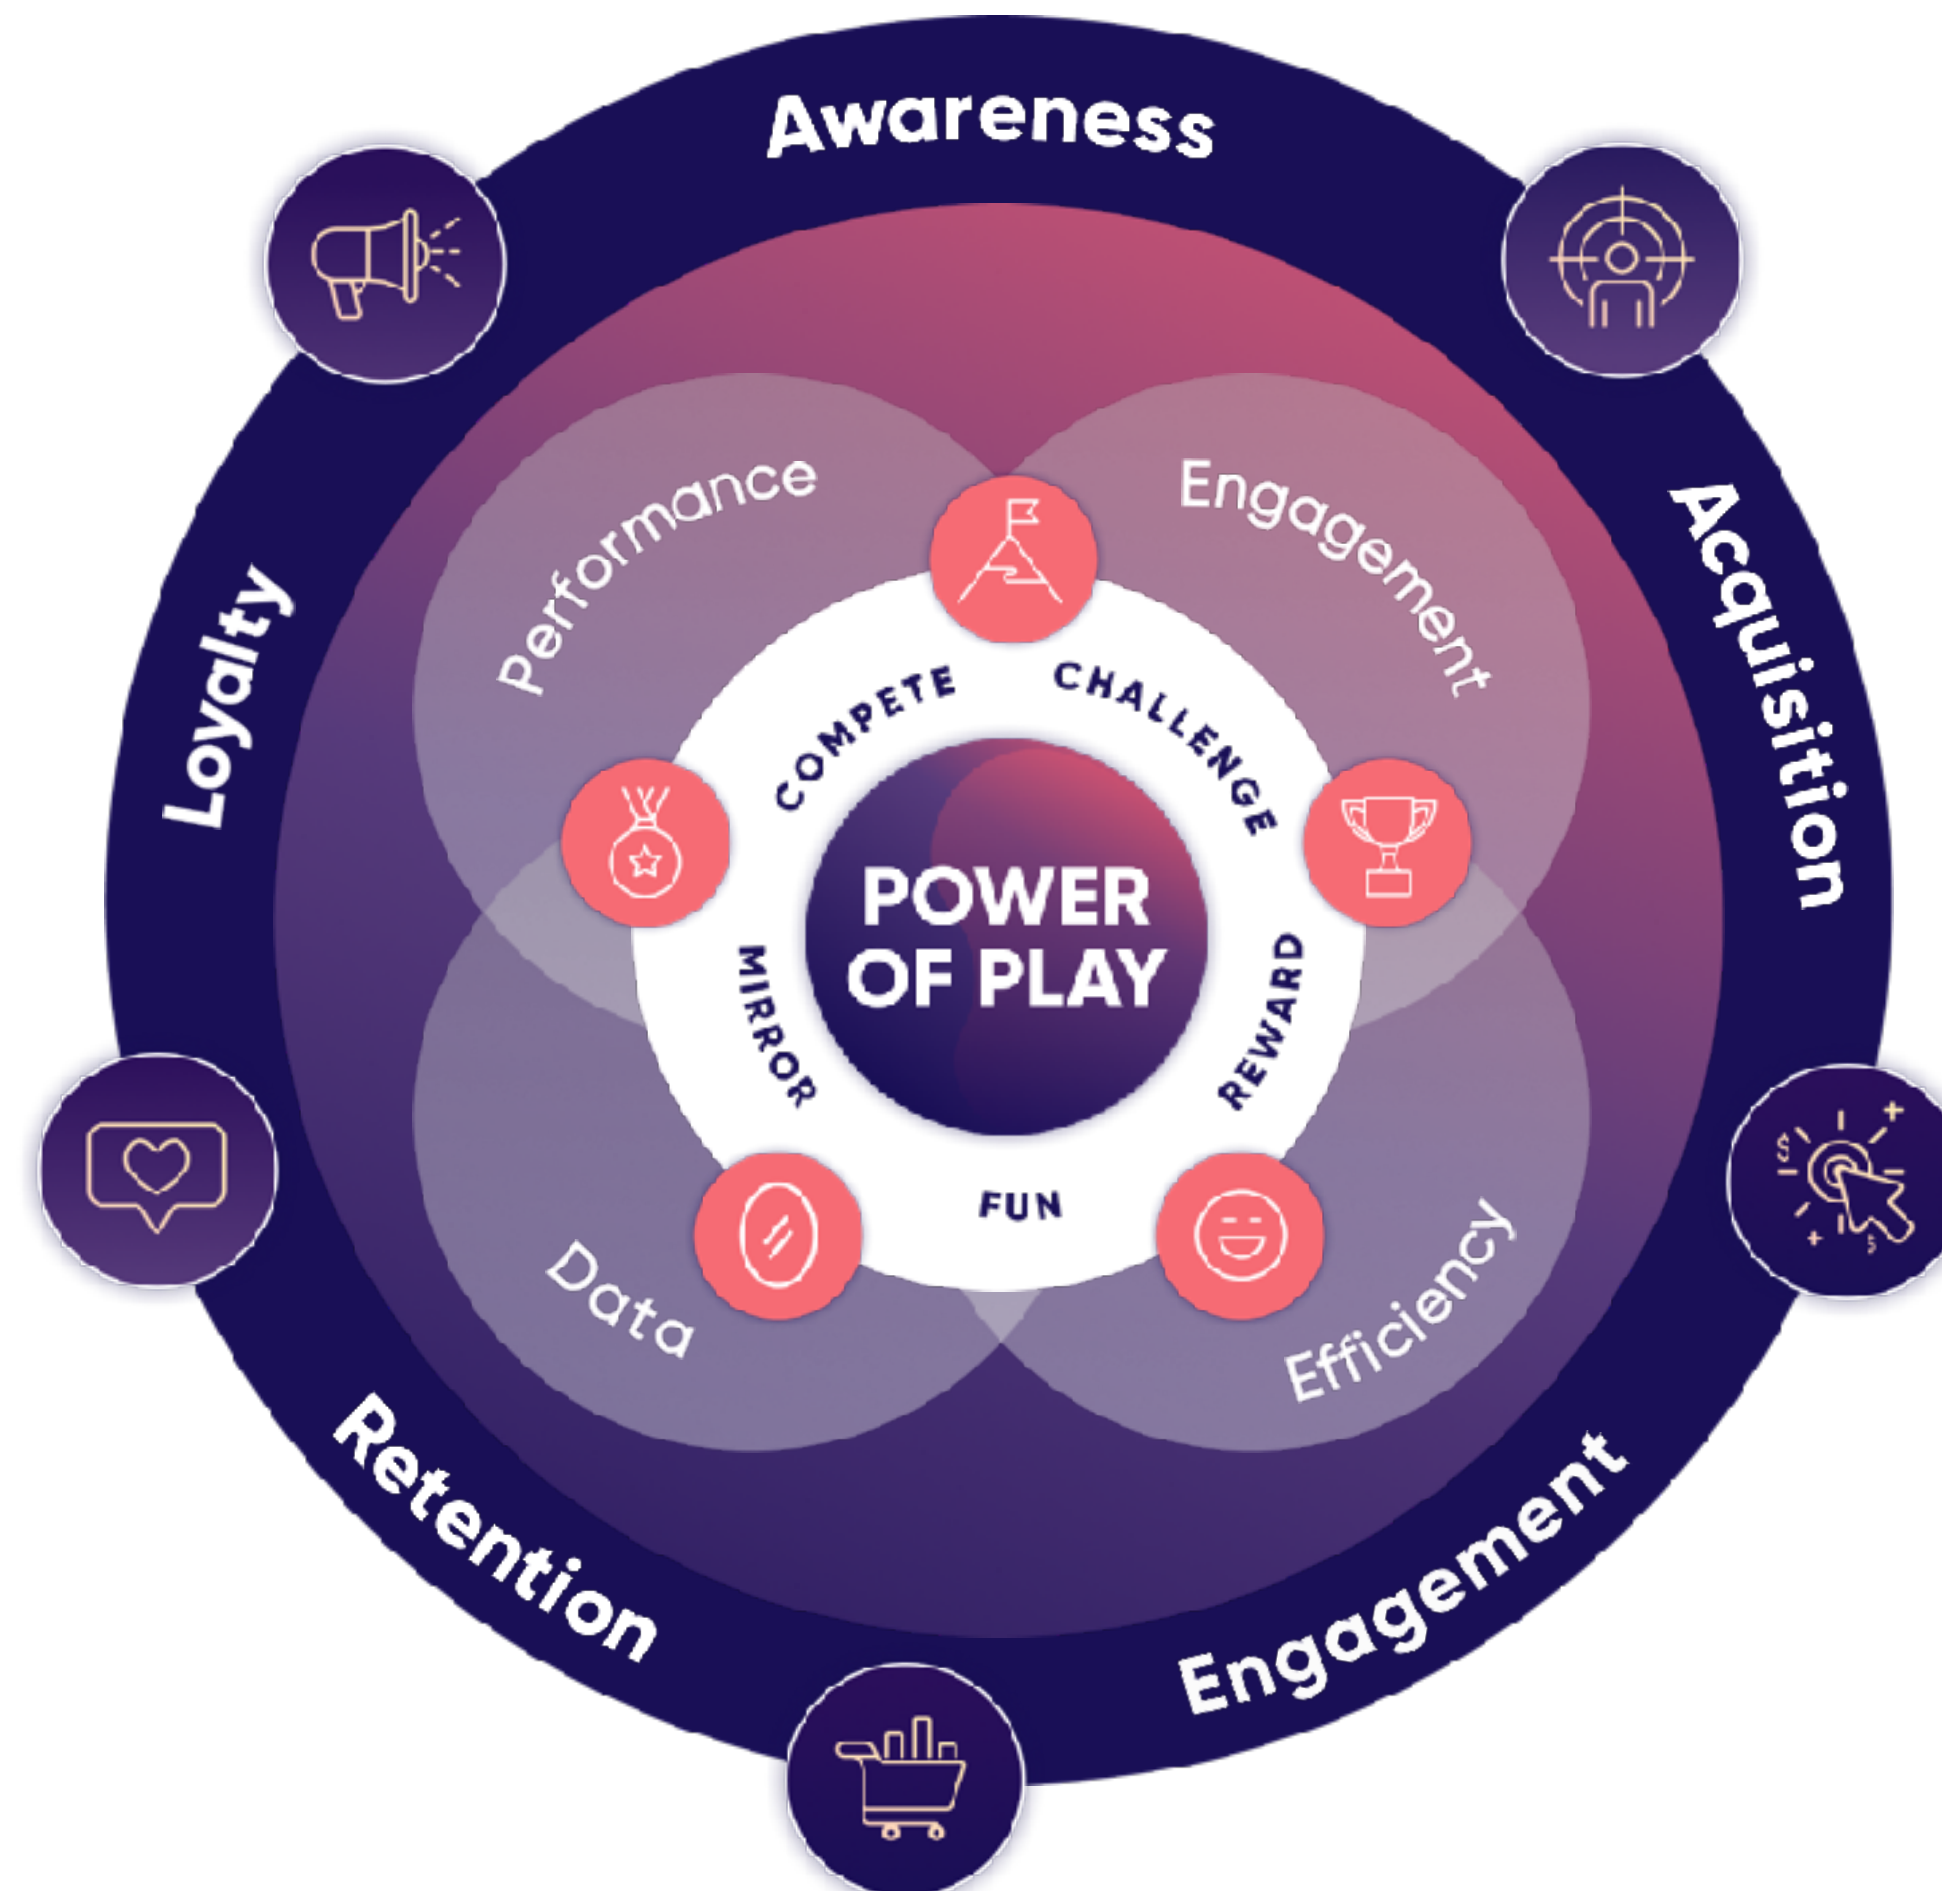 Awareness
Acquisition
Engagement
Retention
Loyalty
Performance
Engagement
Efficiency
Data
COMPETE
CHALLENGE
REWARD
FUN
MIRROR
POWER
OF PLAY
$
$